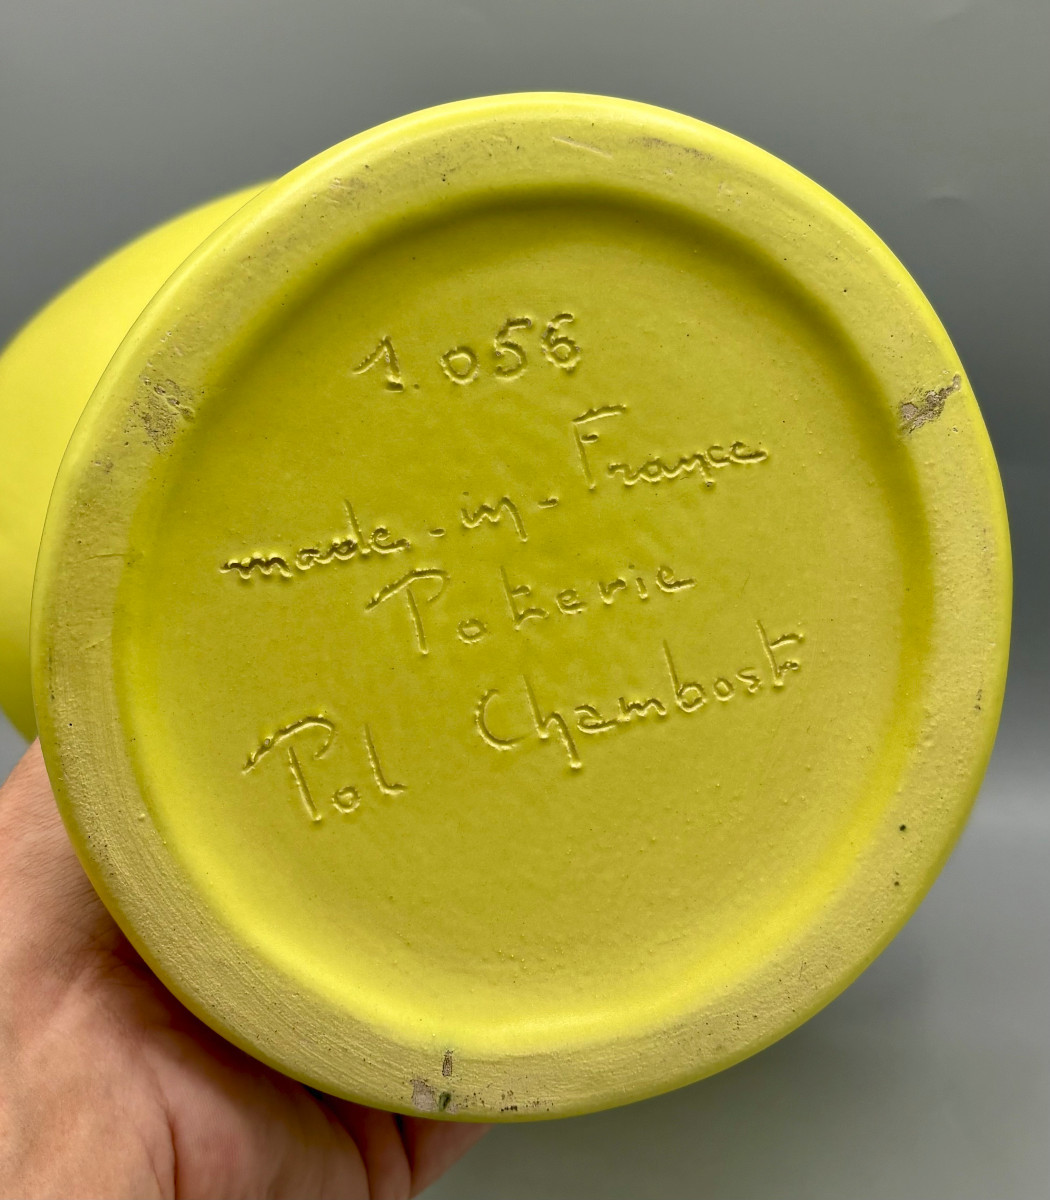 1.056
made-in-France
Poterie
Pol Chambost